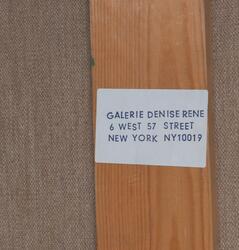 GALERIE DENISE RENE
6 WEST 57 STREET
NEW YORK NY10019